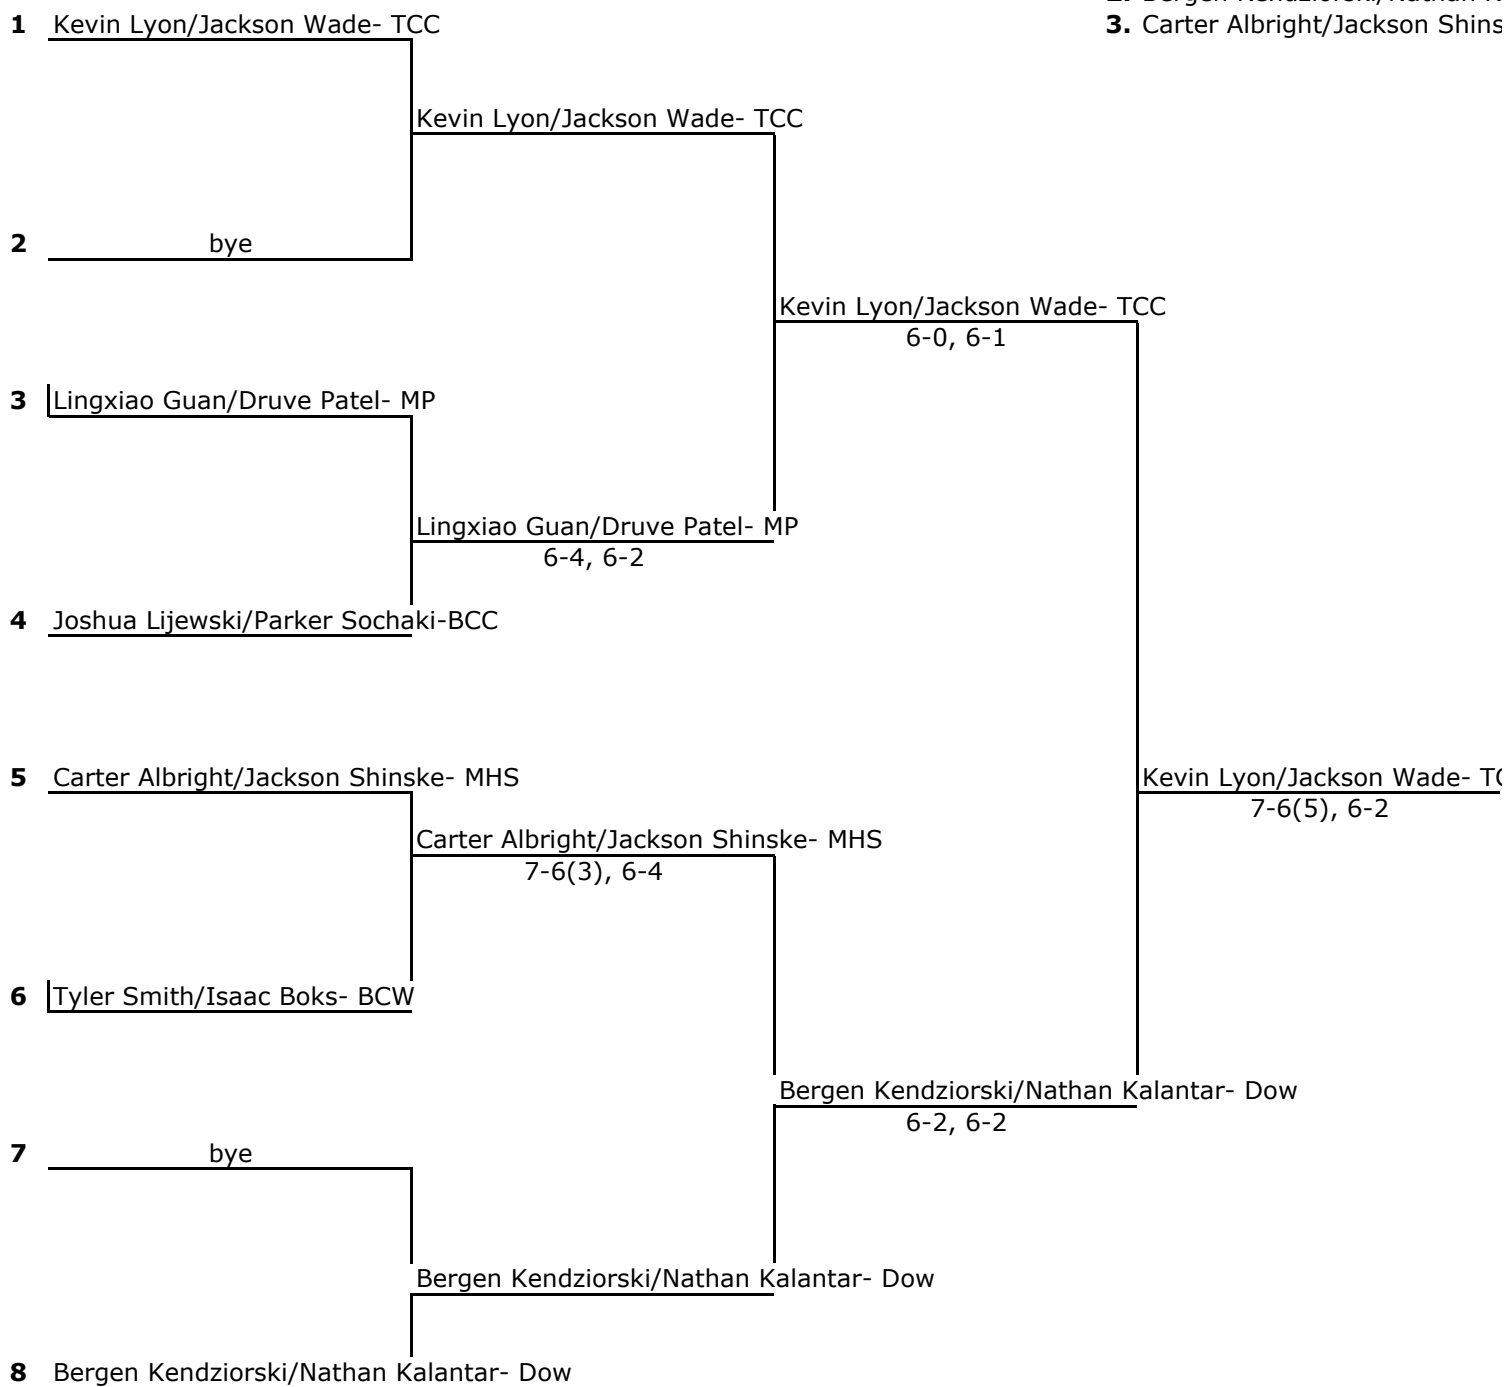 1 Kevin Lyon/Jackson Wade- TCC
3. Carter Albright/Jackson
Kevin Lyon/Jackson Wade- TCC
2 bye
Kevin Lyon/Jackson Wade- TCC
6-0, 6-1
3 Lingxiao Guan/Druve Patel- MP
Lingxiao Guan/Druve Patel- MP
6-4, 6-2
4 Joshua Lijewski/Parker Sochaki-BCC
5 Carter Albright/Jackson Shinske- MHS
Kevin Lyon/Jackson Wade-
7-6(5), 6-2
Carter Albright/Jackson Shinske- MHS
7-6(3), 6-4
6 Tyler Smith/Isaac Boks- BCW
Bergen Kendziorski/Nathan Kalantar- Dow
6-2, 6-2
7 bye
Bergen Kendziorski/Nathan Kalantar- Dow
8 Bergen Kendziorski/Nathan Kalantar- Dow